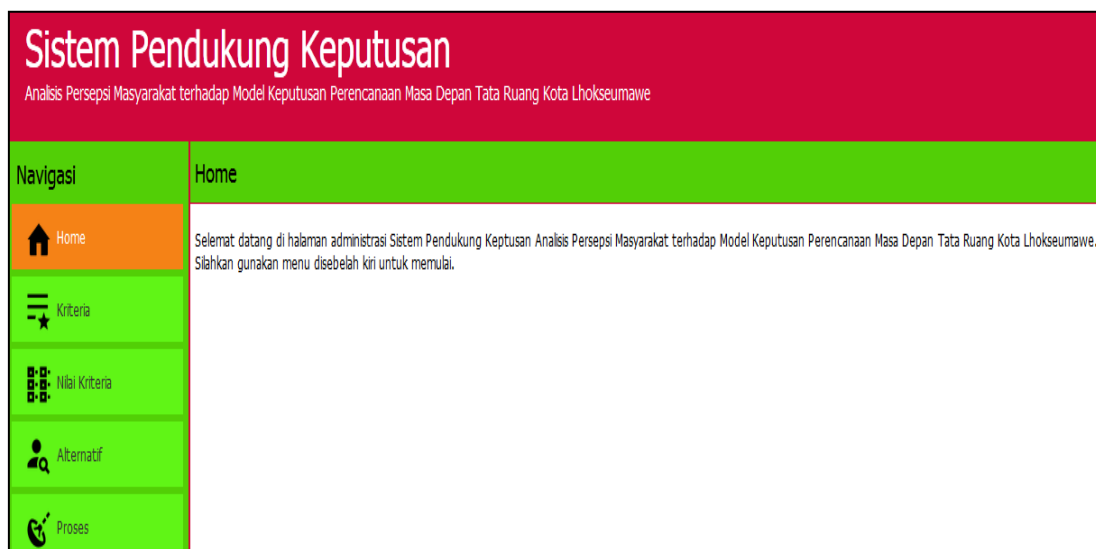 Sistem Pendukung Keputusan
Analisis Persepsi Masyarakat terhadap Model Keputusan Perencanaan Masa Depan Tata Ruang Kota Lhokseumawe
Navigasi
Home
Home
Selemat datang di halaman administrasi Sistem Pendukung Keptusan Analisis Persepsi Masyarakat terhadap Model Keputusan Perencanaan Masa Depan Tata Ruang Kota Lhokseumawe.
Silahkan gunakan menu disebelah kiri untuk memulai.
Kriteria
Nilai Kriteria
Alternatif
Proses